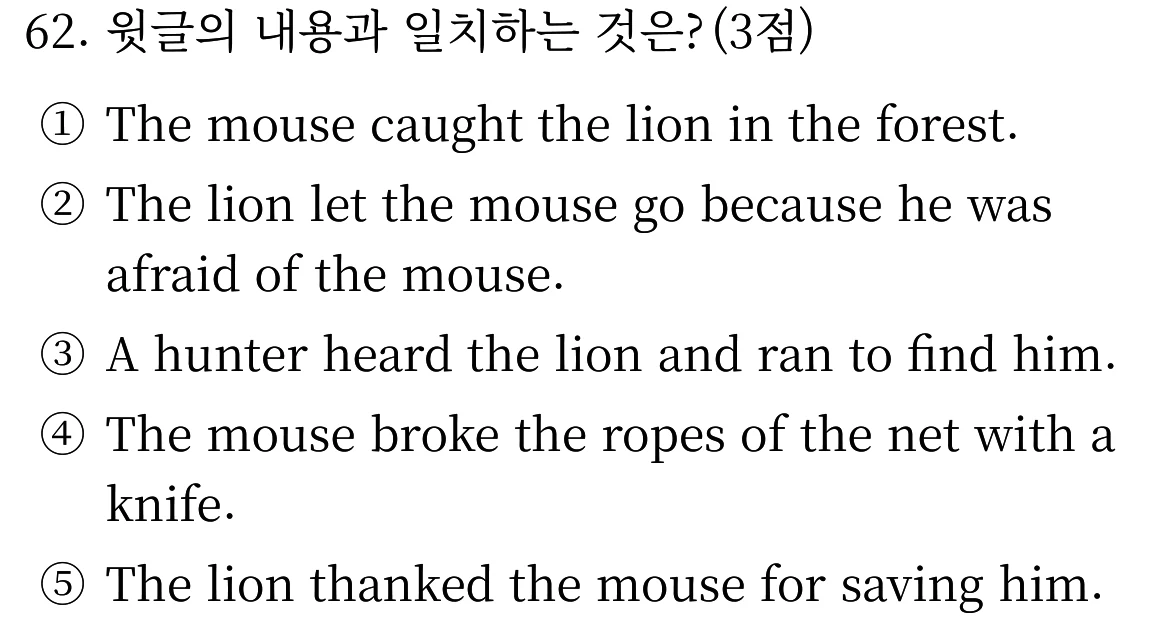 62. 윗글의 내용과 일치하는 것은?(3점)
① The mouse caught the lion in the forest.
② The lion let the mouse go because he was
afraid of the mouse.
③ A hunter heard the lion and ran to find him.
④ The mouse broke the ropes of the net with a
knife.
⑤ The lion thanked the mouse for saving him.